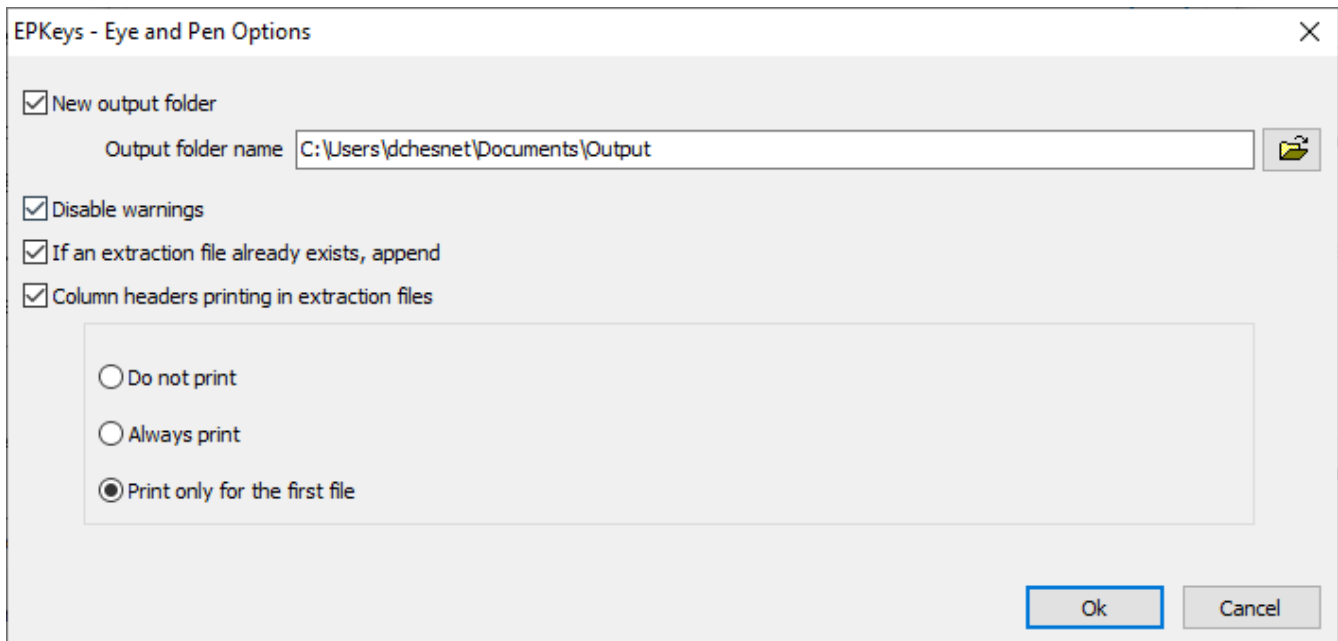 EPKeys - Eye and Pen Options
New output folder
Output folder name C:\Users\dchesnet\Documents\Output
Disable warnings
If an extraction file already exists, append
Column headers printing in extraction files
Do not print
Always print
Print only for the first file
Ok Cancel